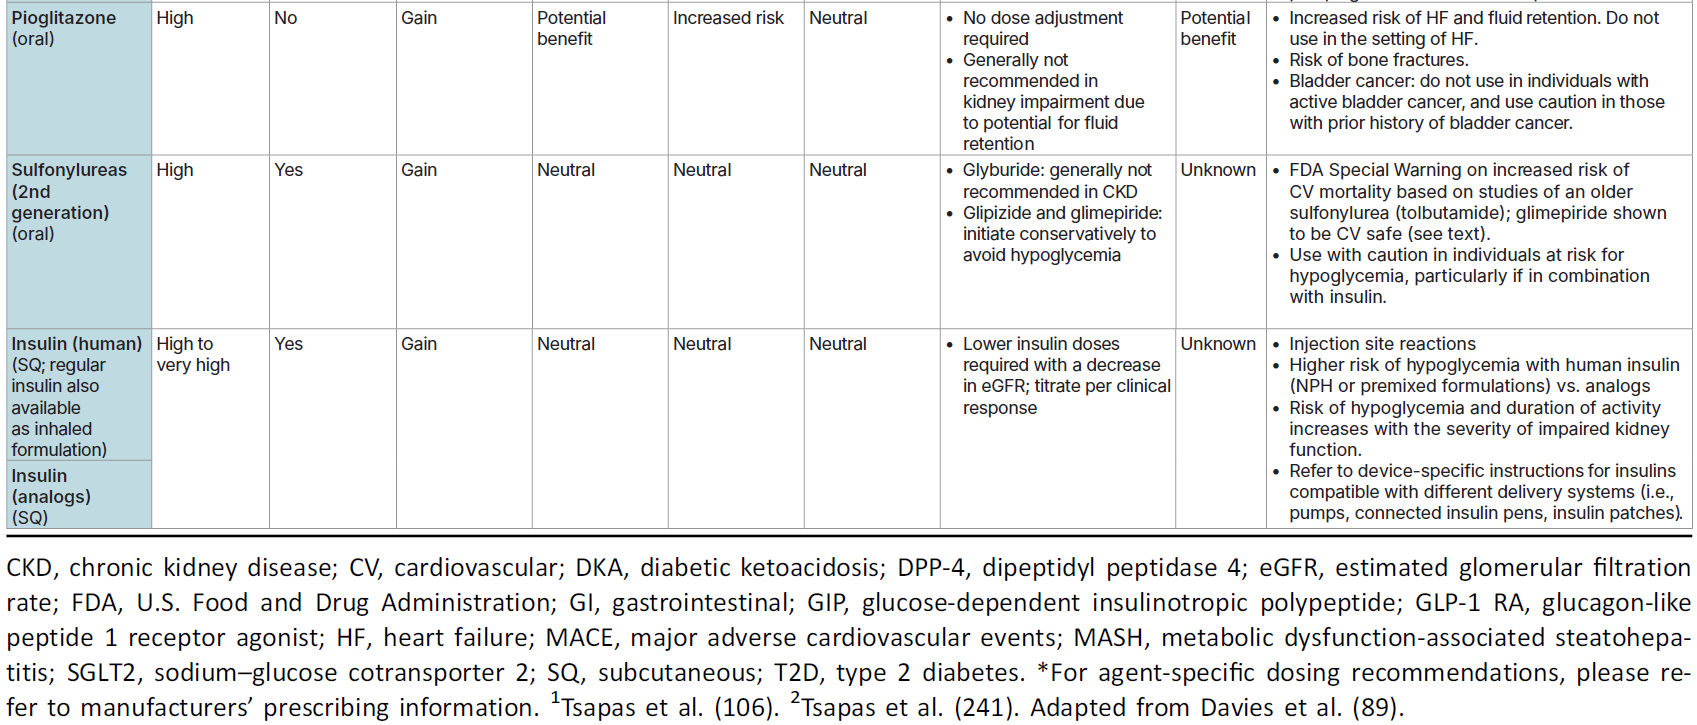 Pioglitazone
(oral)
High
No
Gain
Potential
benefit
Increased risk
Neutral
• No dose adjustment
required
• Generally not
recommended in
kidney impairment due
to potential for fluid
retention
Potential
benefit
• Increased risk of HF and fluid retention. Do not
use in the setting of HF.
• Risk of bone fractures.
• Bladder cancer: do not use in individuals with
active bladder cancer, and use caution in those
with prior history of bladder cancer.
Sulfonylureas
(2nd
generation)
(oral)
High
Yes
Gain
Neutral
Neutral
Neutral
• Glyburide: generally not
recommended in CKD
• Glipizide and glimepiride:
initiate conservatively to
avoid hypoglycemia
Unknown
• FDA Special Warning on increased risk of
CV mortality based on studies of an older
sulfonylurea (tolbutamide); glimepiride shown
to be CV safe (see text).
• Use with caution in individuals at risk for
hypoglycemia, particularly if in combination
with insulin.
Insulin (human)
(SQ; regular
insulin also
available
as inhaled
formulation)
Insulin
(analogs)
(SQ)
High to
very high
Yes
Gain
Neutral
Neutral
Neutral
• Lower insulin doses
required with a decrease
in eGFR; titrate per clinical
response
Unknown
• Injection site reactions
• Higher risk of hypoglycemia with human insulin
(NPH or premixed formulations) vs. analogs
• Risk of hypoglycemia and duration of activity
increases with the severity of impaired kidney
function.
• Refer to device-specific instructions for insulins
compatible with different delivery systems (i.e.,
pumps, connected insulin pens, insulin patches).
CKD, chronic kidney disease; CV, cardiovascular; DKA, diabetic ketoacidosis; DPP-4, dipeptidyl peptidase 4; eGFR, estimated glomerular filtration
rate; FDA, U.S. Food and Drug Administration; GI, gastrointestinal; GIP, glucose-dependent insulinotropic polypeptide; GLP-1 RA, glucagon-like
peptide 1 receptor agonist; HF, heart failure; MACE, major adverse cardiovascular events; MASH, metabolic dysfunction-associated steatohepa-
titis; SGLT2, sodium–glucose cotransporter 2; SQ, subcutaneous; T2D, type 2 diabetes. *For agent-specific dosing recommendations, please re-
fer to manufacturers’ prescribing information. ¹Tsapas et al. (106). ²Tsapas et al. (241). Adapted from Davies et al. (89).